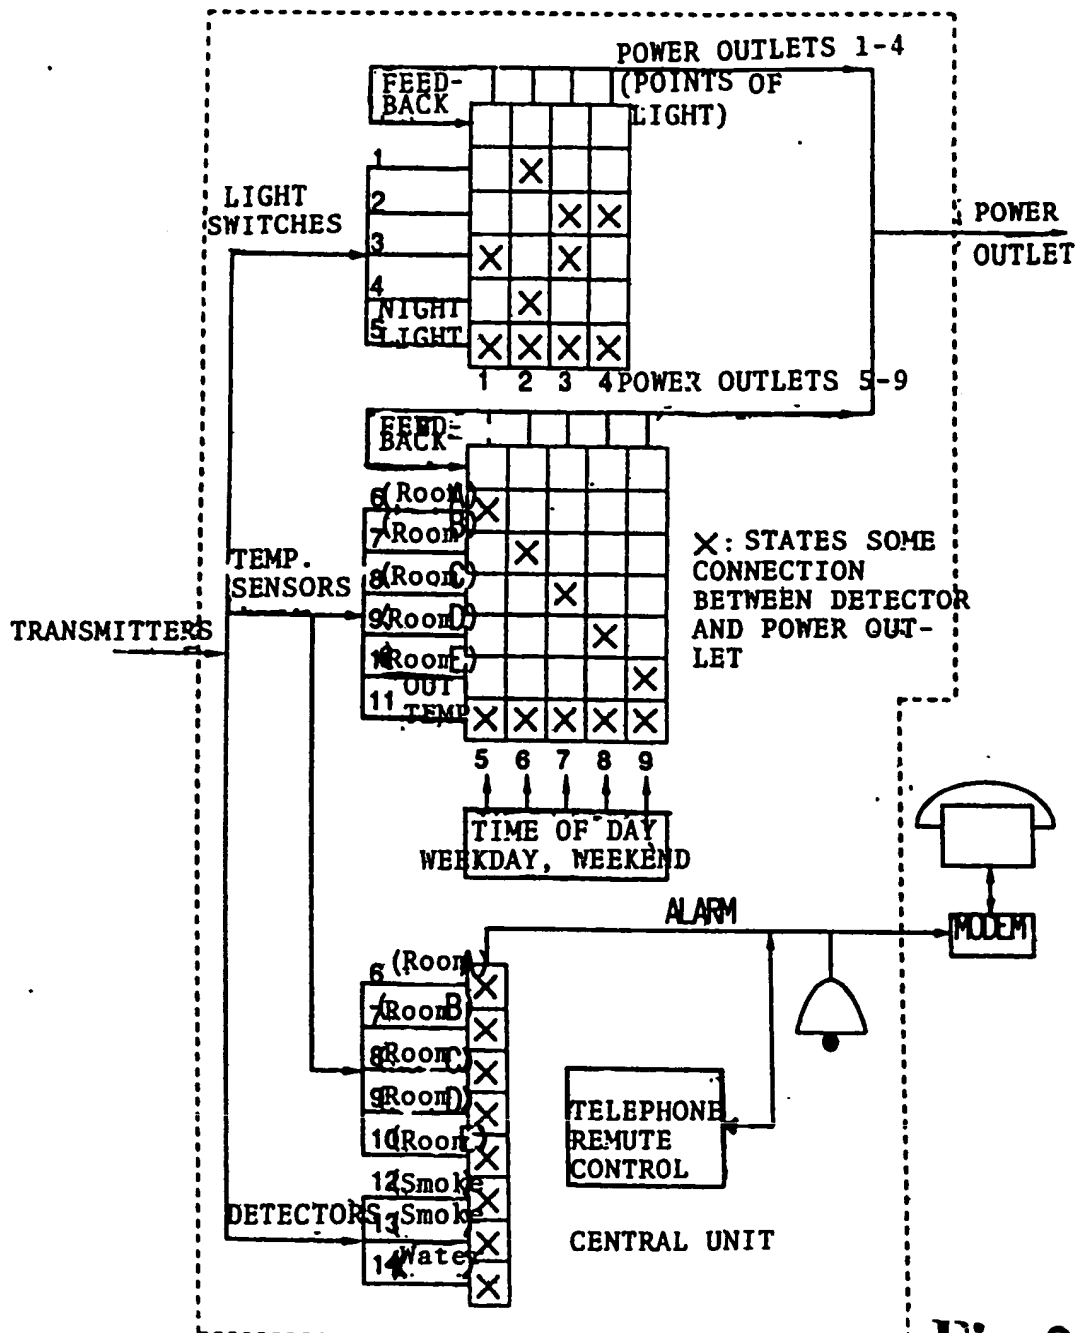 POWER OUTLETS 1-4
(POINTS OF
LIGHT)
FEED-
BACK
1
2
3
4
5
LIGHT
SWITCHES
NIGHT
LIGHT
1 2 3 4
POWER
OUTLET
POWER OUTLETS 5-9
FEED-
BACK
6 (Room A)
7 (Room B)
8 (Room C)
9 (Room D)
10 (Room E)
11 OUT
TEMP
TEMP.
SENSORS
TRANSMITTERS
X: STATES SOME
CONNECTION
BETWEEN DETECTOR
AND POWER OUT-
LET
5 6 7 8 9
TIME OF DAY
WEEKDAY, WEEKEND
ALARM
MODEM
6 (Room A)
7 (Room B)
8 (Room C)
9 (Room D)
10 (Room E)
12 (Smoke)
13 (Smoke)
14 (Water)
DETECTORS
TELEPHONE
REMUTE
CONTROL
CENTRAL UNIT